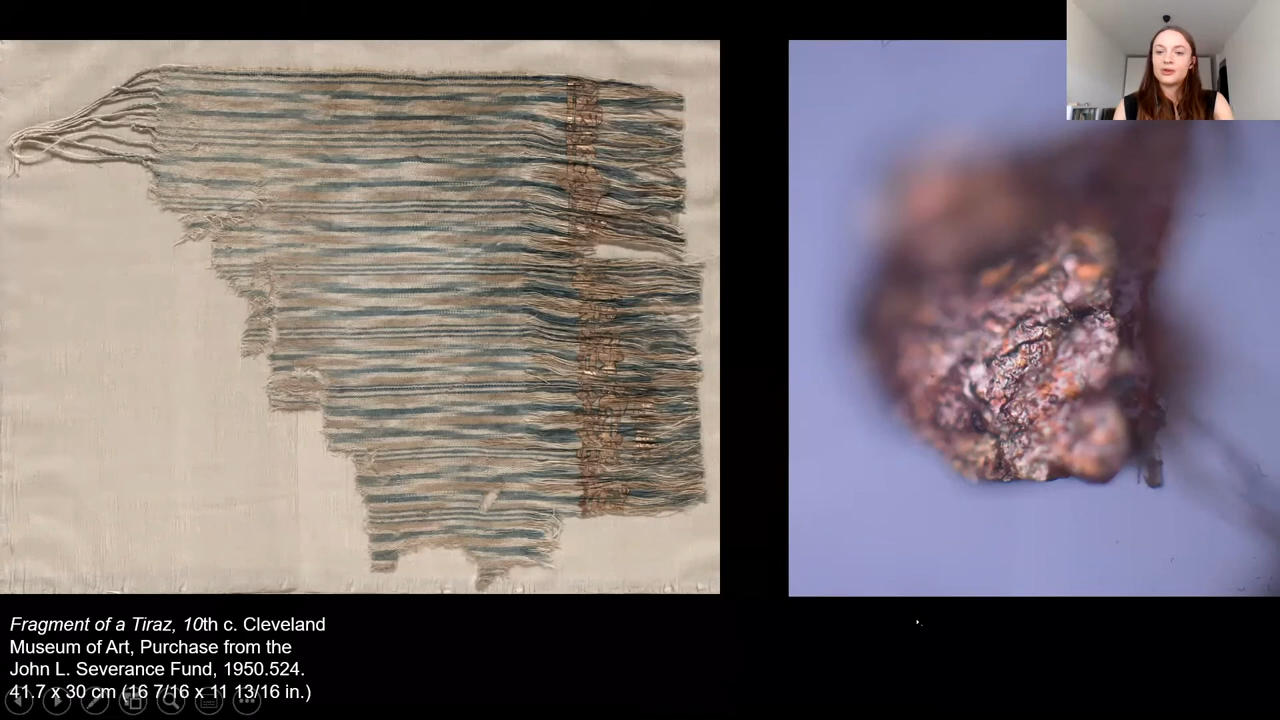 Fragment of a Tiraz, 10th c. Cleveland
Museum of Art, Purchase from the
John L. Severance Fund, 1950.524.
41.7 x 30 cm (16 7/16 x 11 13/16 in.)